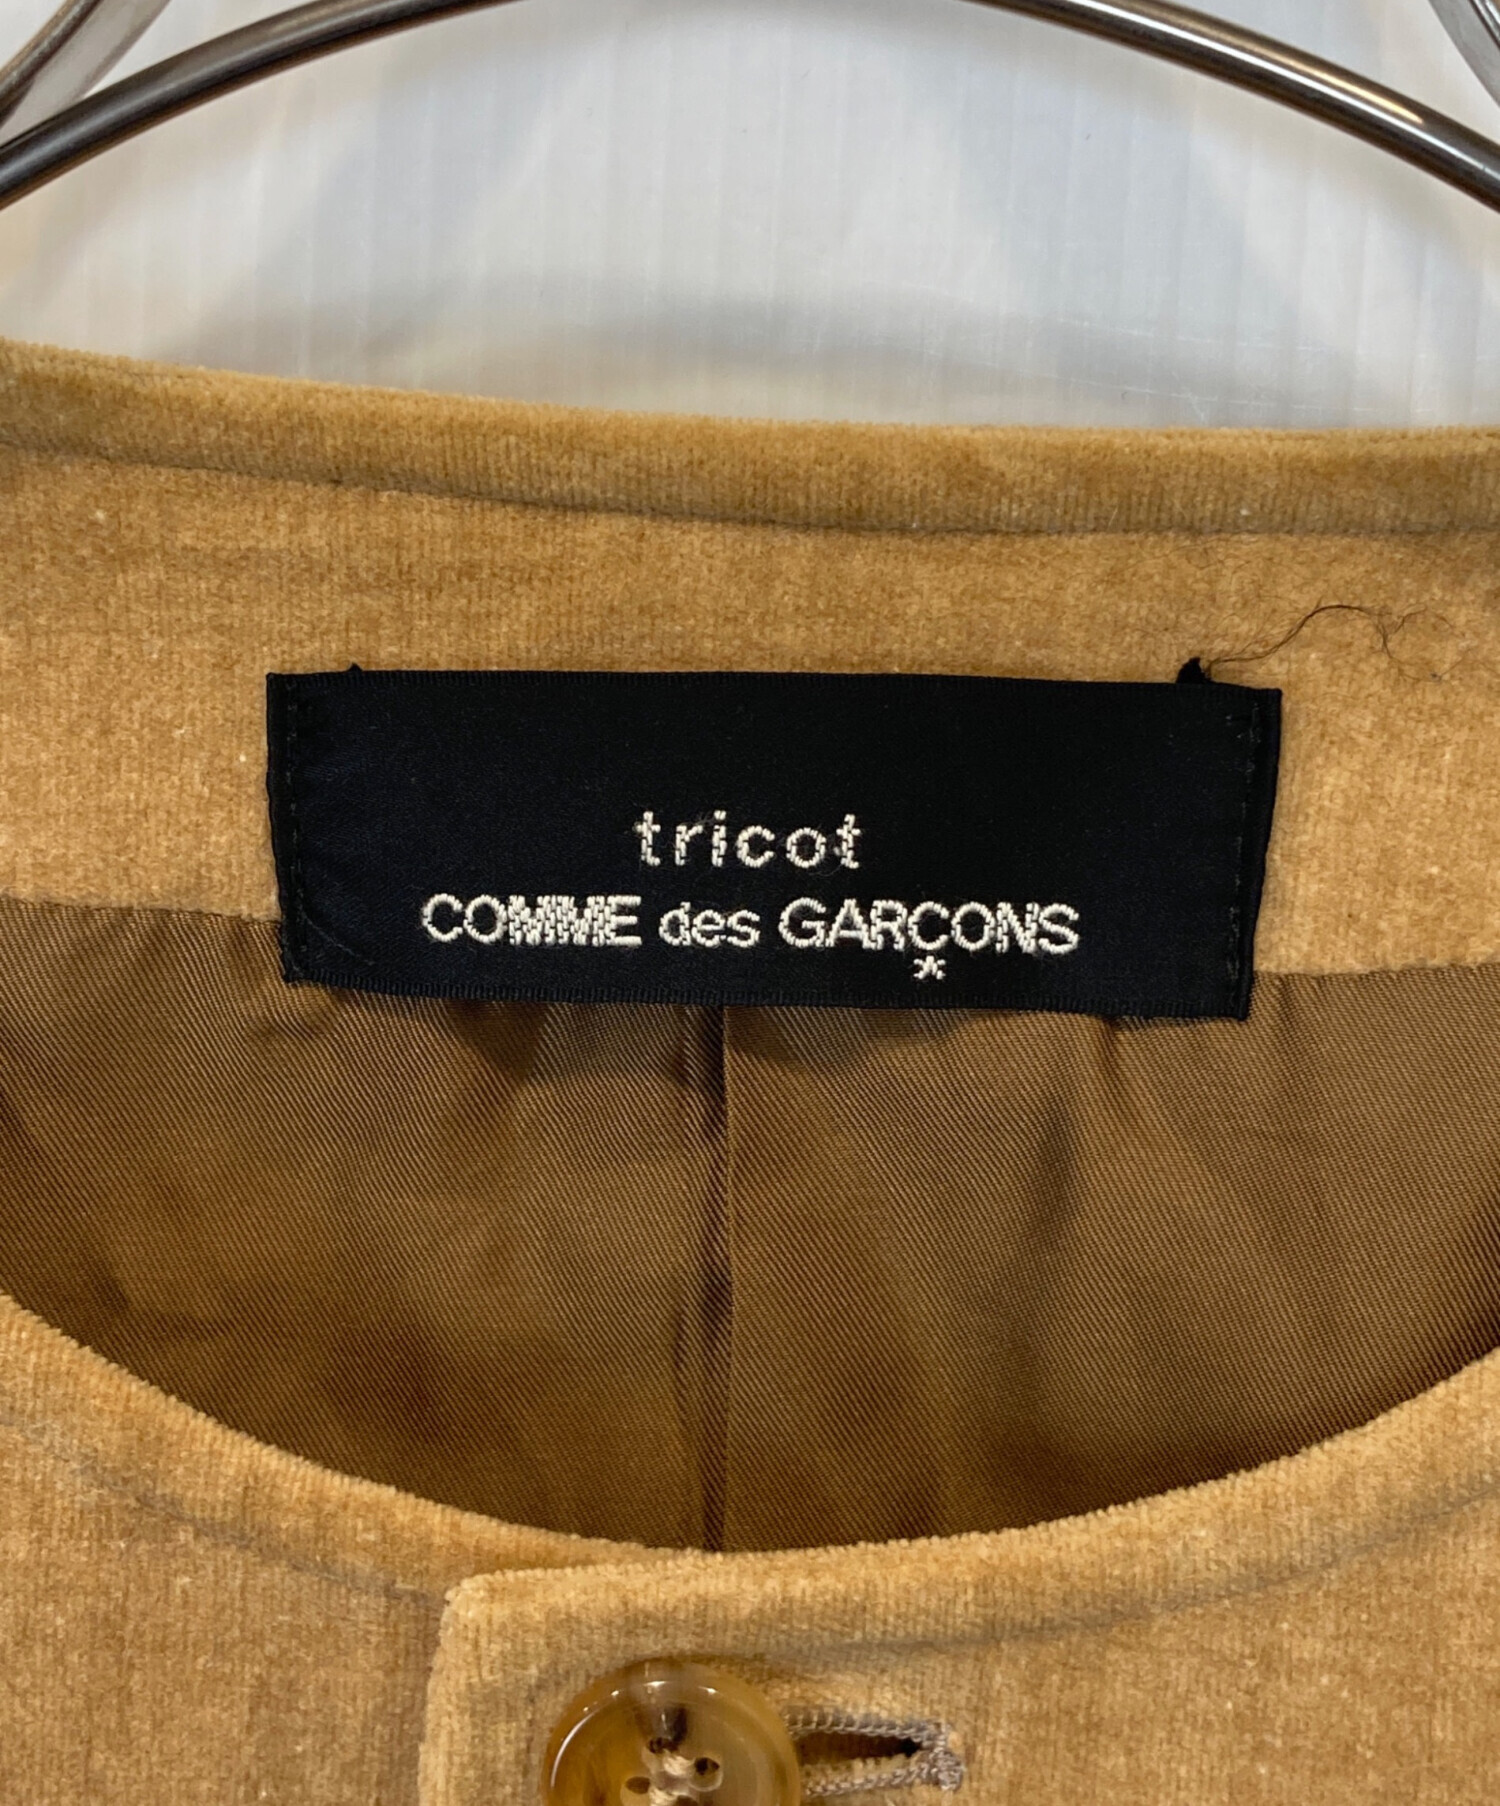 tricot
COMME des GARÇONS
*